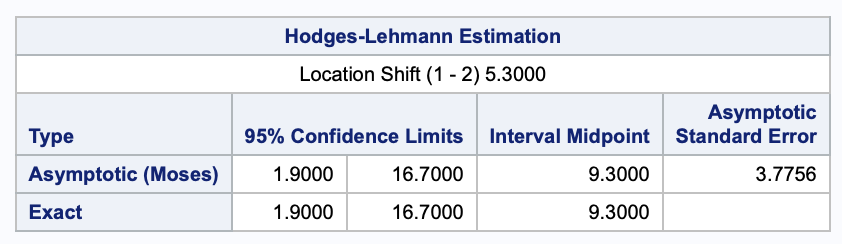 Hodges-Lehmann Estimation
Location Shift (1 - 2) 5.3000
Type 95% Confidence Limits Interval Midpoint Asymptotic Standard Error
Asymptotic (Moses) 1.9000 16.7000 9.3000 3.7756
Exact 1.9000 16.7000 9.3000